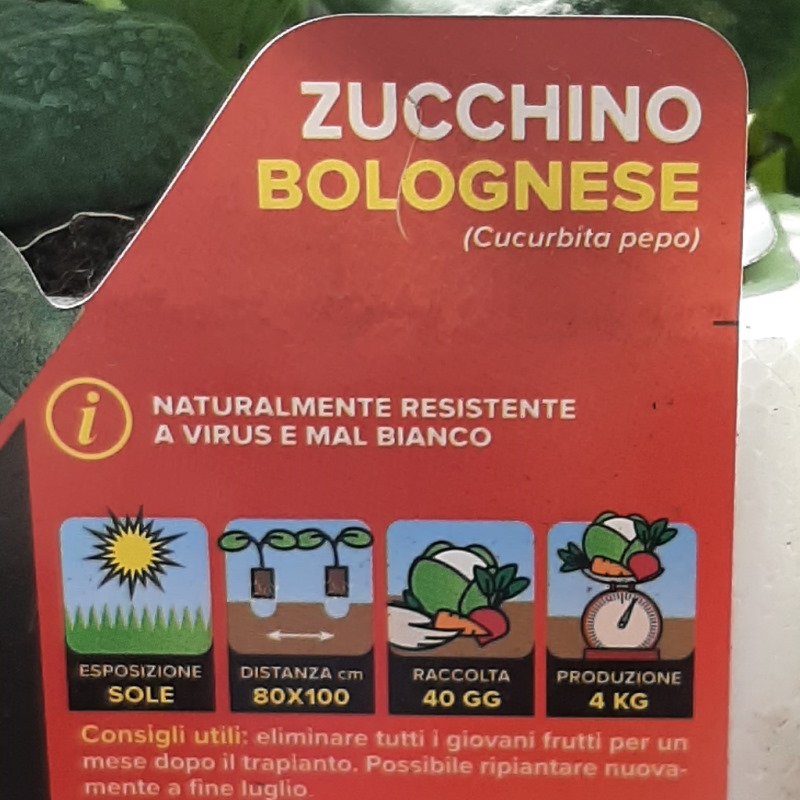 ZUCCHINO
BOLOGNESE
(Cucurbita pepo)
i
NATURALMENTE RESISTENTE
A VIRUS E MAL BIANCO
ESPOSIZIONE
SOLE
DISTANZA cm
80X100
RACCOLTA
40 GG
PRODUZIONE
4 KG
Consigli utili: eliminare tutti i giovani frutti per un
mese dopo il trapianto. Possibile ripiantare nuova-
mente a fine luglio.